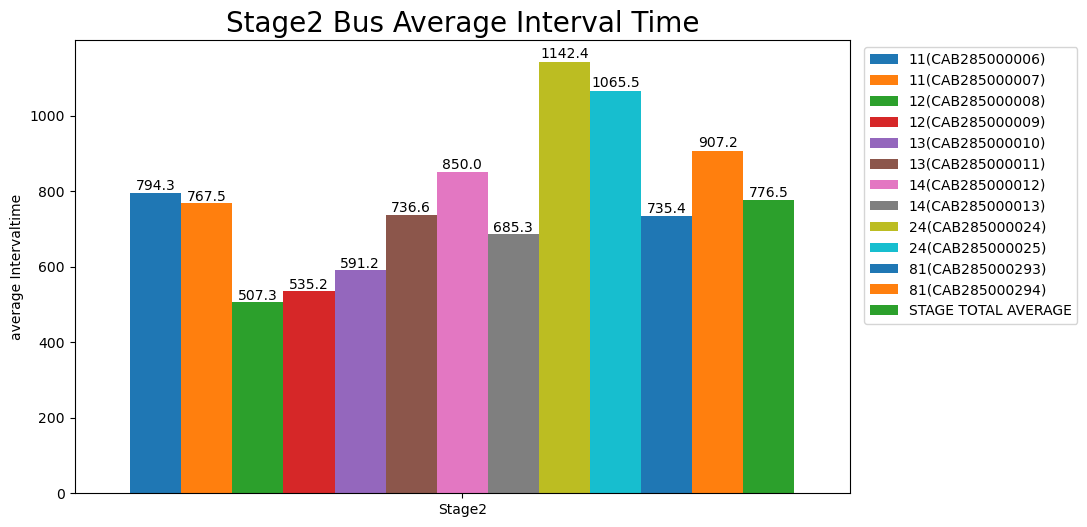 Stage2 Bus Average Interval Time
average Intervaltime
0
200
400
600
800
1000
794.3
767.5
507.3
535.2
591.2
736.6
850.0
685.3
1142.4
1065.5
735.4
907.2
776.5
Stage2
11(CAB285000006)
11(CAB285000007)
12(CAB285000008)
12(CAB285000009)
13(CAB285000010)
13(CAB285000011)
14(CAB285000012)
14(CAB285000013)
24(CAB285000024)
24(CAB285000025)
81(CAB285000293)
81(CAB285000294)
STAGE TOTAL AVERAGE